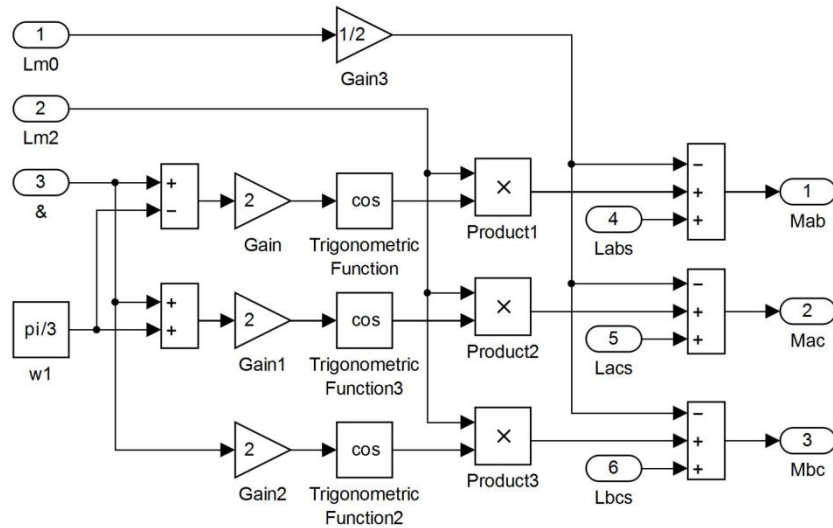 1
Lm0
1/2
Gain3
2
Lm2
3
&
+
−
2
Gain
cos
Trigonometric
Function
×
Product1
4
Labs
−
+
+
1
Mab
pi/3
w1
+
+
2
Gain1
cos
Trigonometric
Function3
×
Product2
5
Lacs
−
+
+
2
Mac
2
Gain2
cos
Trigonometric
Function2
×
Product3
6
Lbcs
−
+
+
3
Mbc